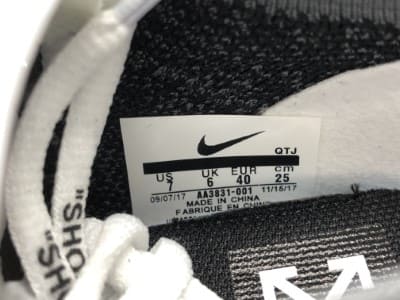 QTJ
US UK EUR cm
7 6 40 25
09/07/17 AA3831-001 11/15/17
MADE IN CHINA
FABRIQUE EN CHINE
"SHO
"SHO